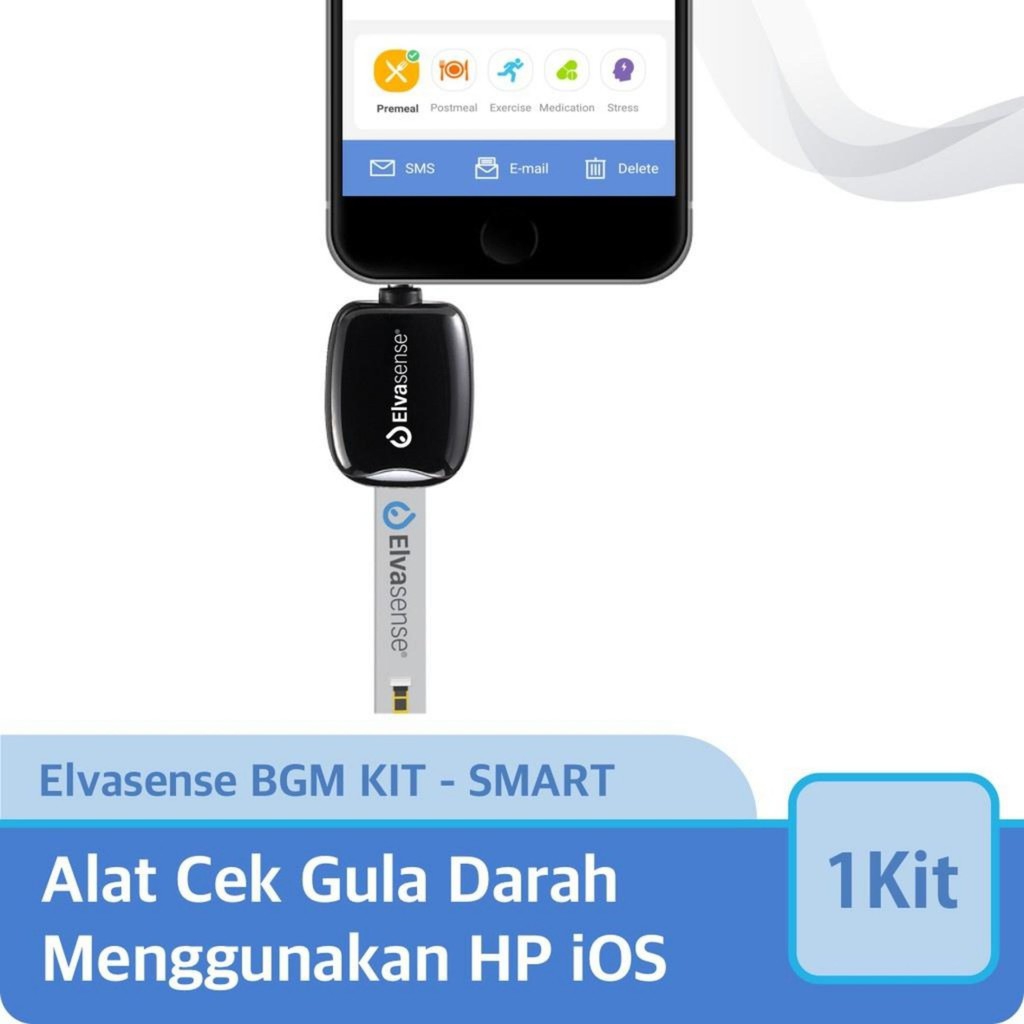 Premeal Postmeal Exercise Medication Stress
SMS E-mail Delete
Elvasense®
Elvasense®
Elvasense BGM KIT - SMART
Alat Cek Gula Darah
Menggunakan HP iOS
1Kit